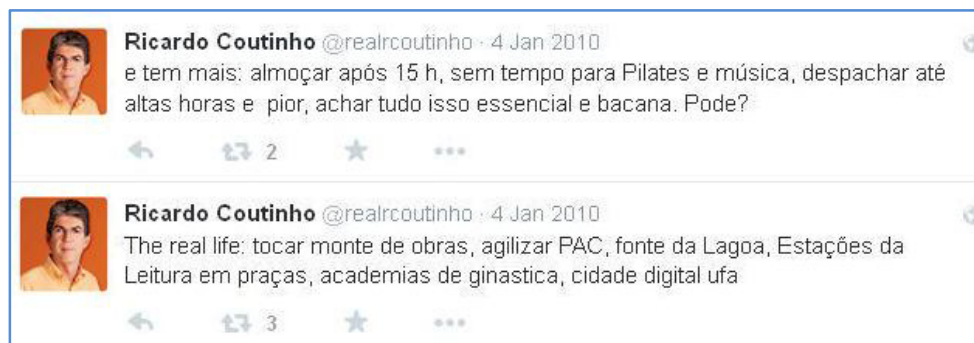 Ricardo Coutinho @realrcoutinho · 4 Jan 2010
e tem mais: almoçar após 15 h, sem tempo para Pilates e música, despachar até
altas horas e pior, achar tudo isso essencial e bacana. Pode?
2
Ricardo Coutinho @realrcoutinho · 4 Jan 2010
The real life: tocar monte de obras, agilizar PAC, fonte da Lagoa, Estações da
Leitura em praças, academias de ginastica, cidade digital ufa
3